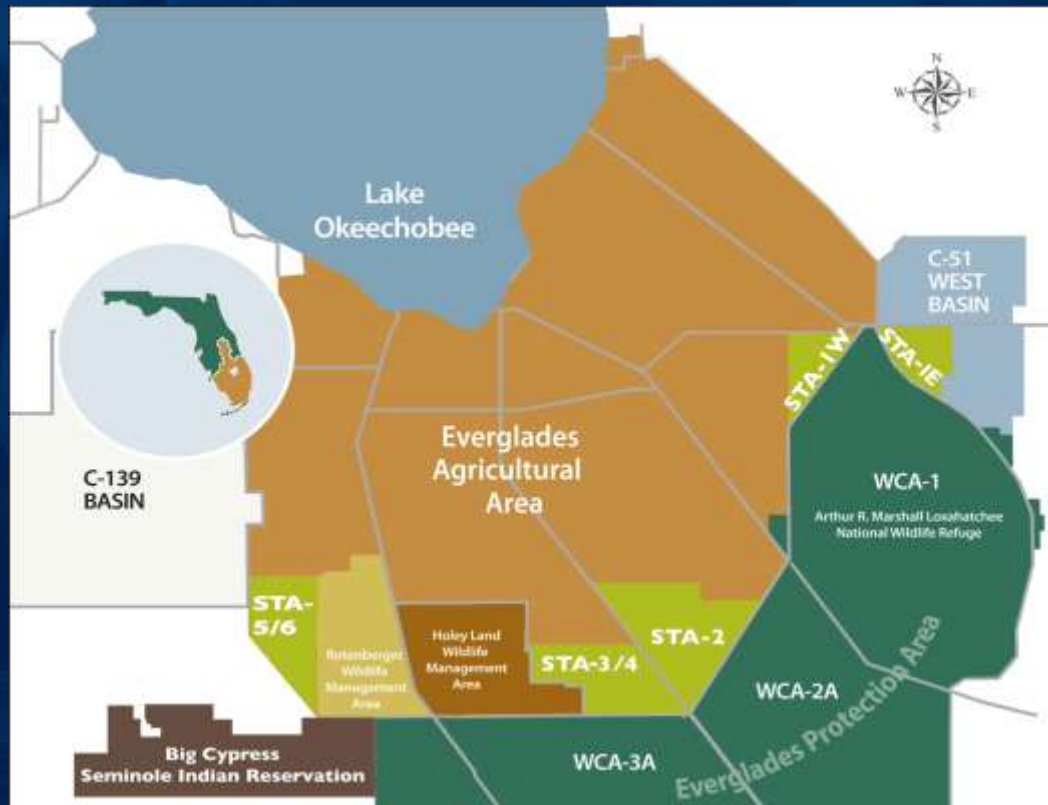 N
W
E
S
Lake
Okeechobee
C-51
WEST
BASIN
STA-1W
STA-1E
Everglades
Agricultural
Area
C-139
BASIN
WCA-1
Arthur R. Marshall Loxahatchee
National Wildlife Refuge
STA-
5/6
Rotenberger
Wildlife
Management
Area
Holey Land
Wildlife
Management
Area
STA-3/4
STA-2
WCA-2A
Everglades Protection Area
Big Cypress
Seminole Indian Reservation
WCA-3A